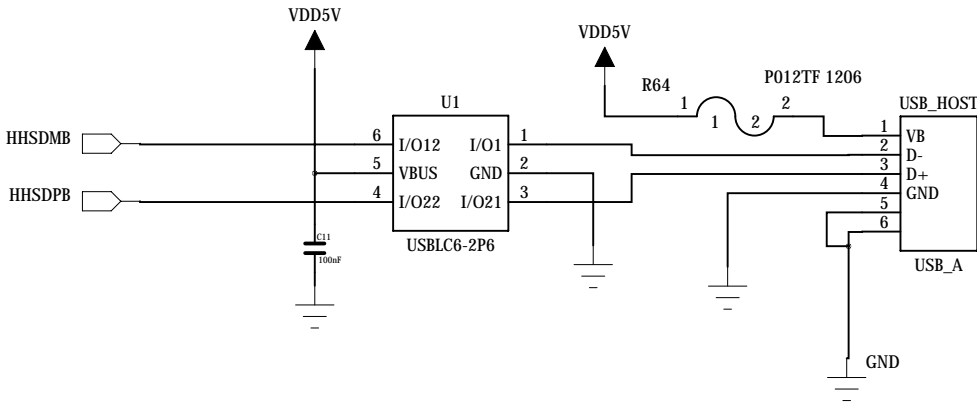 VDD5V
VDD5V
R64
P012TF 1206
1
2
1
2
U1
USB_HOST
HHSDMB
6
I/O12
I/O1
1
1
VB
5
VBUS
GND
2
2
D-
3
D+
HHSDPB
4
I/O22
I/O21
3
4
GND
5
6
USBLC6-2P6
C11
100nF
USB_A
GND